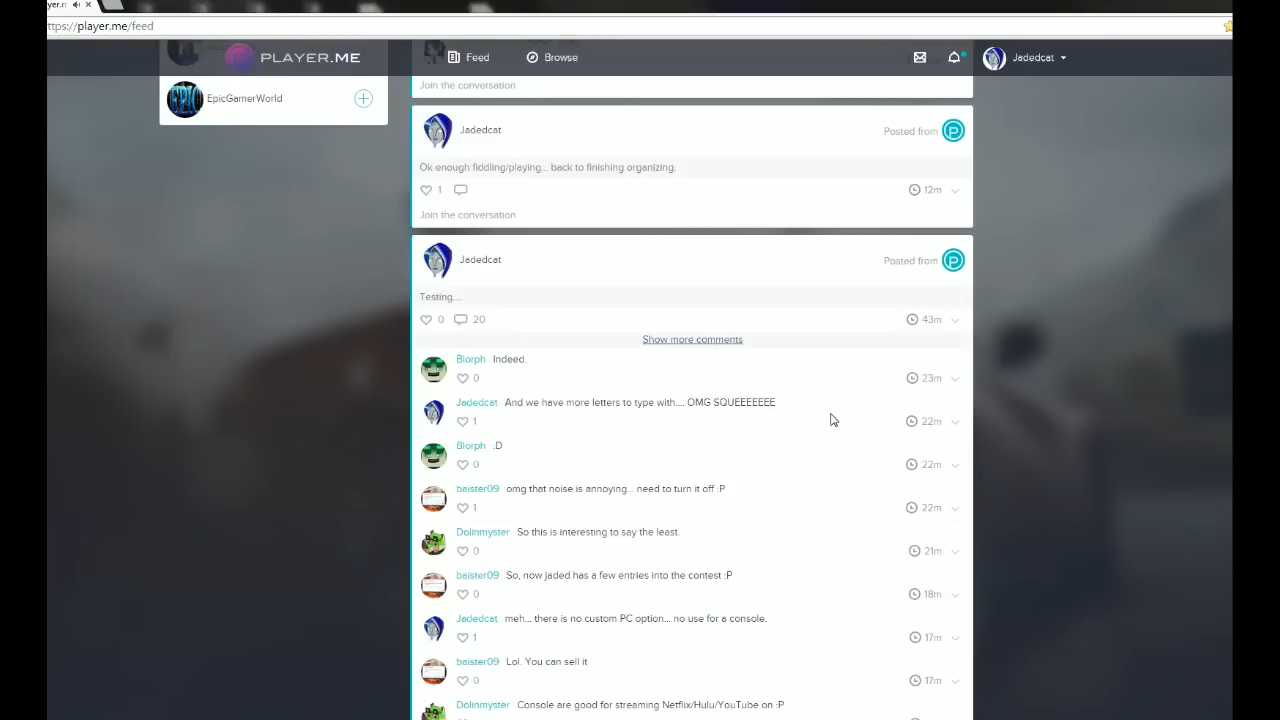 yer.m
ttps://player.me/feed
PLAYER.ME
Feed
Browse
Jadedcat
EpicGamerWorld
Join the conversation
Jadedcat
Posted from
Ok enough fiddling/playing... back to finishing organizing.
1
12m
Join the conversation
Jadedcat
Posted from
Testing....
0 20
43m
Show more comments
Blorph Indeed.
0
23m
Jadedcat And we have more letters to type with.... OMG SQUEEEEEEE
1
22m
Blorph :D
0
22m
baister09 omg that noise is annoying... need to turn it off :P
1
22m
Dolinmyster So this is interesting to say the least.
0
21m
baister09 So, now jaded has a few entries into the contest :P
0
18m
Jadedcat meh... there is no custom PC option... no use for a console.
1
17m
baister09 Lol. You can sell it
0
17m
Dolinmyster Console are good for streaming Netflix/Hulu/YouTube on :P